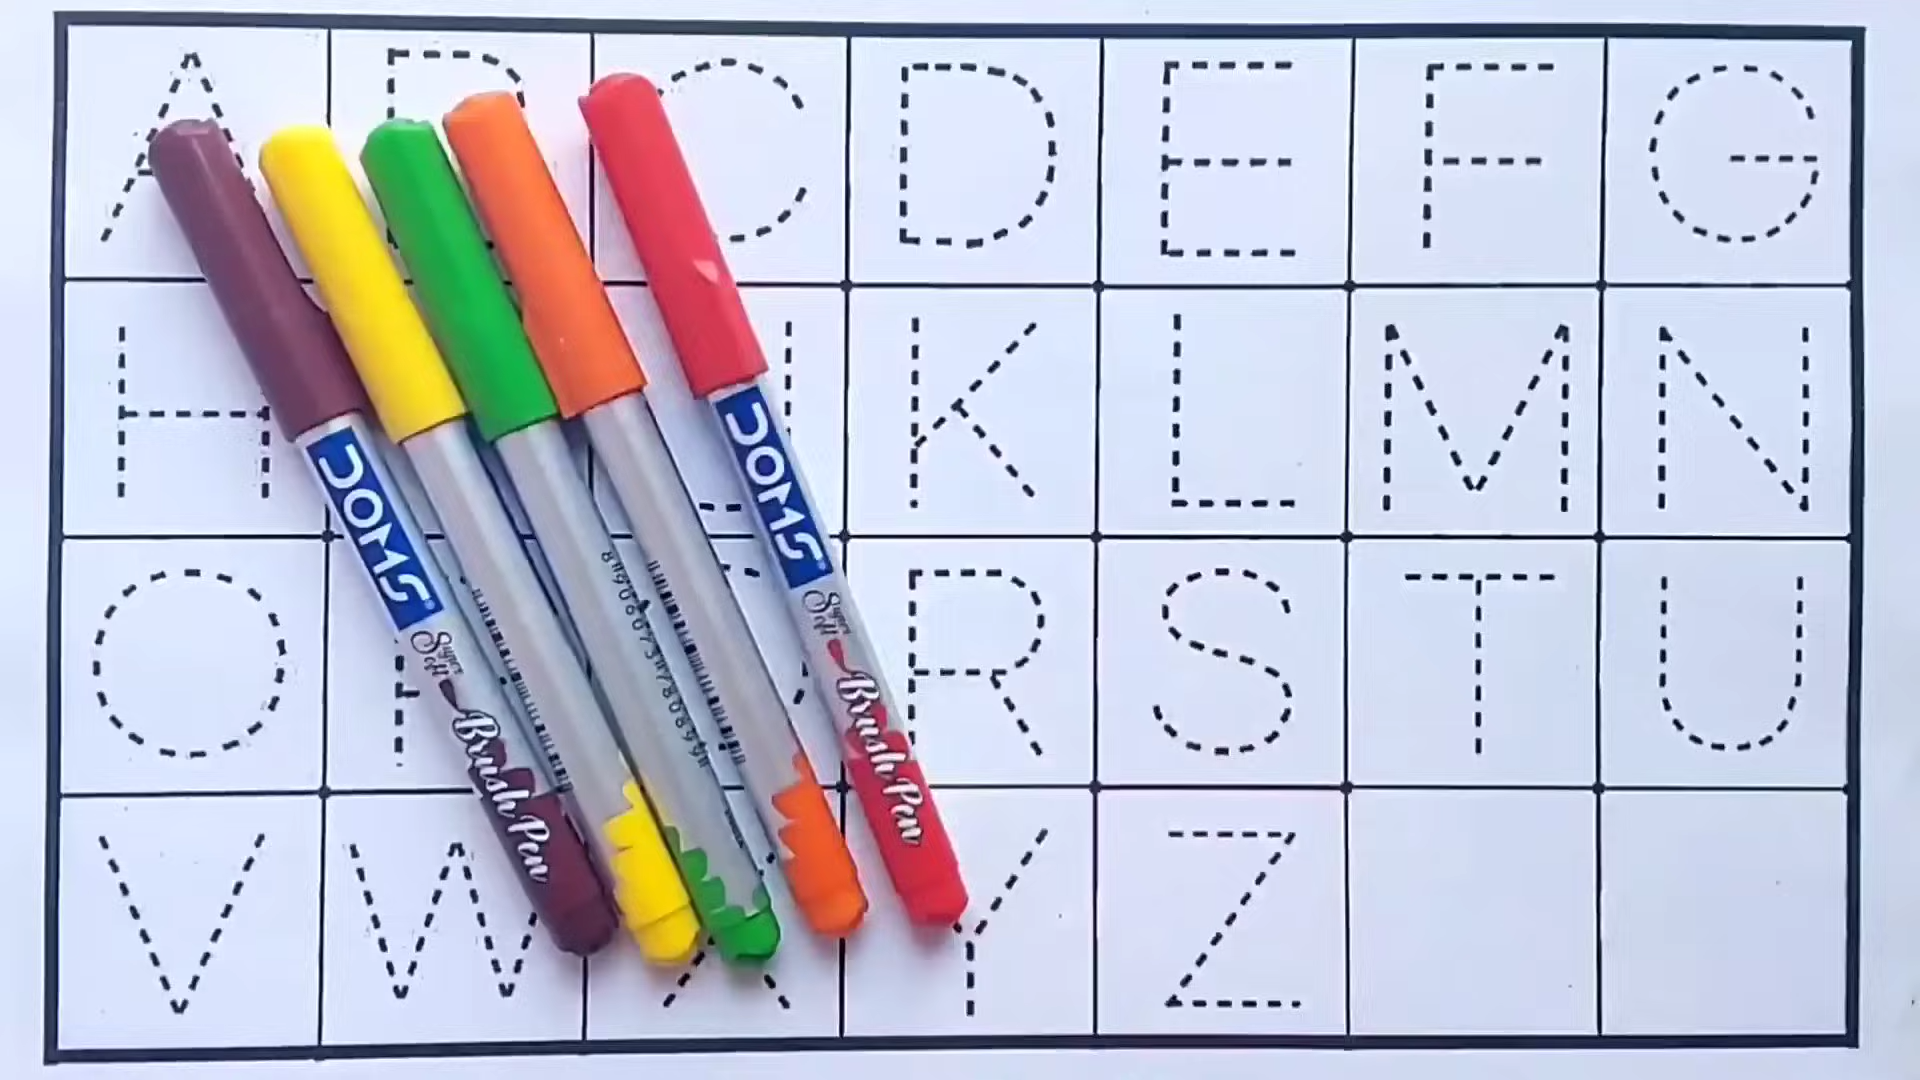 A B C D E F G
H J K L M N
O P Q R S T U
V W X Y Z
DOMS
Super Soft
Brush Pen
DOMS
Super Soft
Brush Pen